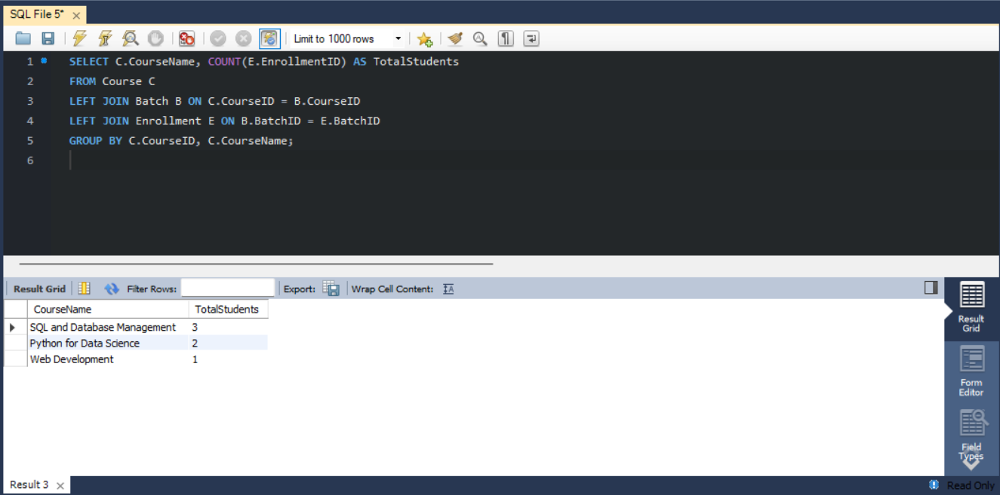 SQL File 5*
Limit to 1000 rows
1 SELECT C.CourseName, COUNT(E.EnrollmentID) AS TotalStudents
2 FROM Course C
3 LEFT JOIN Batch B ON C.CourseID = B.CourseID
4 LEFT JOIN Enrollment E ON B.BatchID = E.BatchID
5 GROUP BY C.CourseID, C.CourseName;
6
Result Grid Filter Rows: Export: Wrap Cell Content: IA
CourseName TotalStudents
SQL and Database Management 3
Python for Data Science 2
Web Development 1
Result
Grid
Form
Editor
Field
Types
Result 3 Read Only